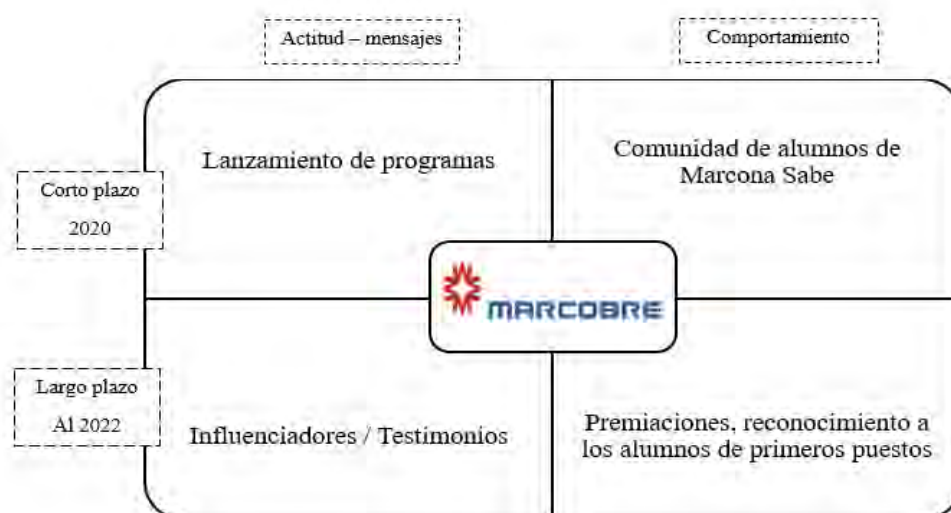 Actitud – mensajes
Comportamiento
Corto plazo
2020
Lanzamiento de programas
Comunidad de alumnos de
Marcona Sabe
MARCOBRE
Largo plazo
Al 2022
Influenciadores / Testimonios
Premiaciones, reconocimiento a
los alumnos de primeros puestos